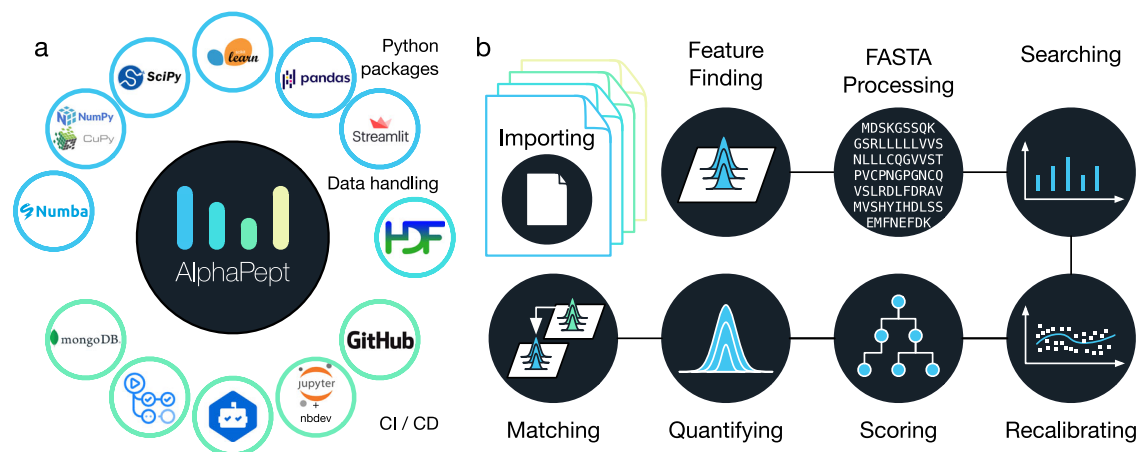 a
Python
packages
SciPy
learn
pandas
NumPy
CuPy
Streamlit
Numba
Data handling
HDF
AlphaPept
mongoDB.
GitHub
jupyter
+
nbdev
CI / CD
b
Importing
Feature
Finding
FASTA
Processing
MDSKGSSQK
GSRLLLLLVVS
NLLLCQGVVST
PVCPNGPGNCQ
VSLRDLFDRAV
MVSHYIHDLSS
EMFNEFDK
Searching
Matching
Quantifying
Scoring
Recalibrating